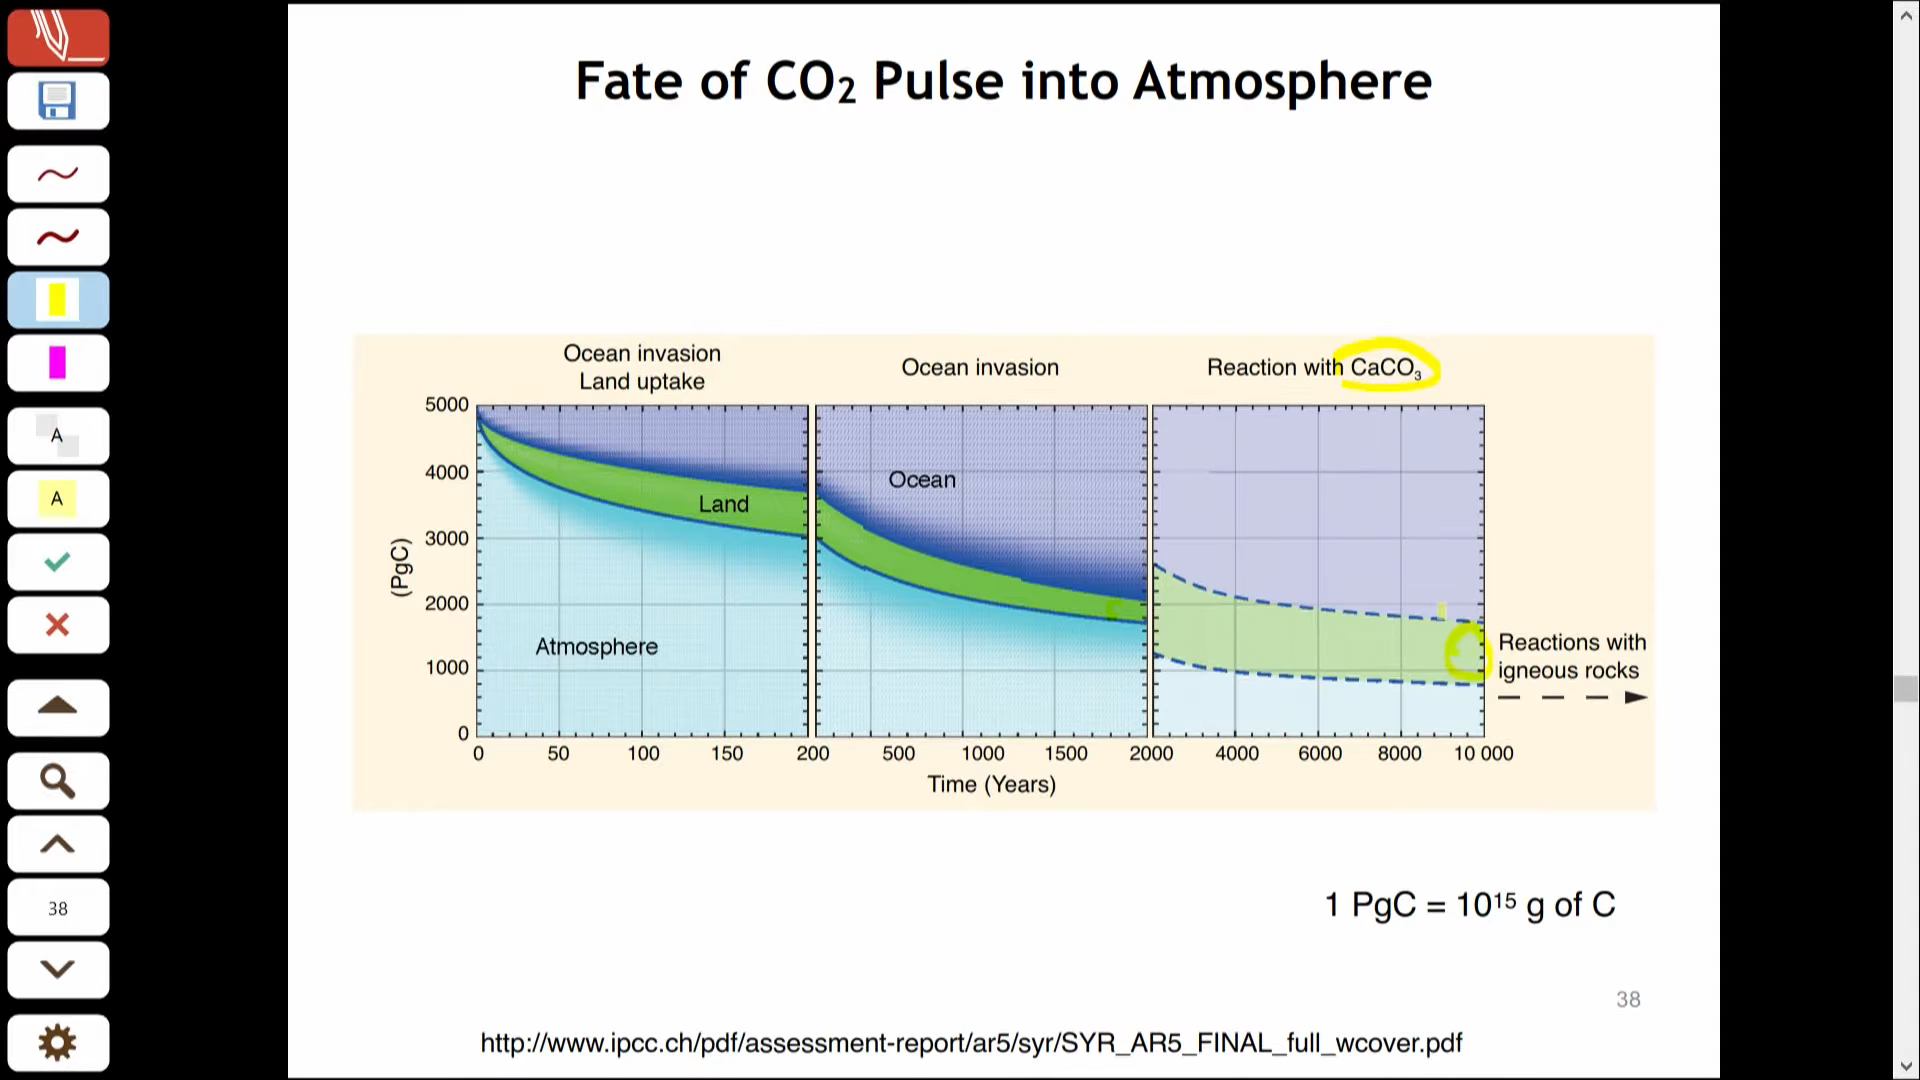 Fate of CO₂ Pulse into Atmosphere
Ocean invasion
Land uptake
Ocean invasion
Reaction with CaCO₃
5000
4000
3000
2000
1000
0
(PgC)
Land
Ocean
Atmosphere
Reactions with
igneous rocks
0 50 100 150 200 500 1000 1500 2000 4000 6000 8000 10 000
Time (Years)
1 PgC = 10¹⁵ g of C
38
http://www.ipcc.ch/pdf/assessment-report/ar5/syr/SYR_AR5_FINAL_full_wcover.pdf
A
A
38